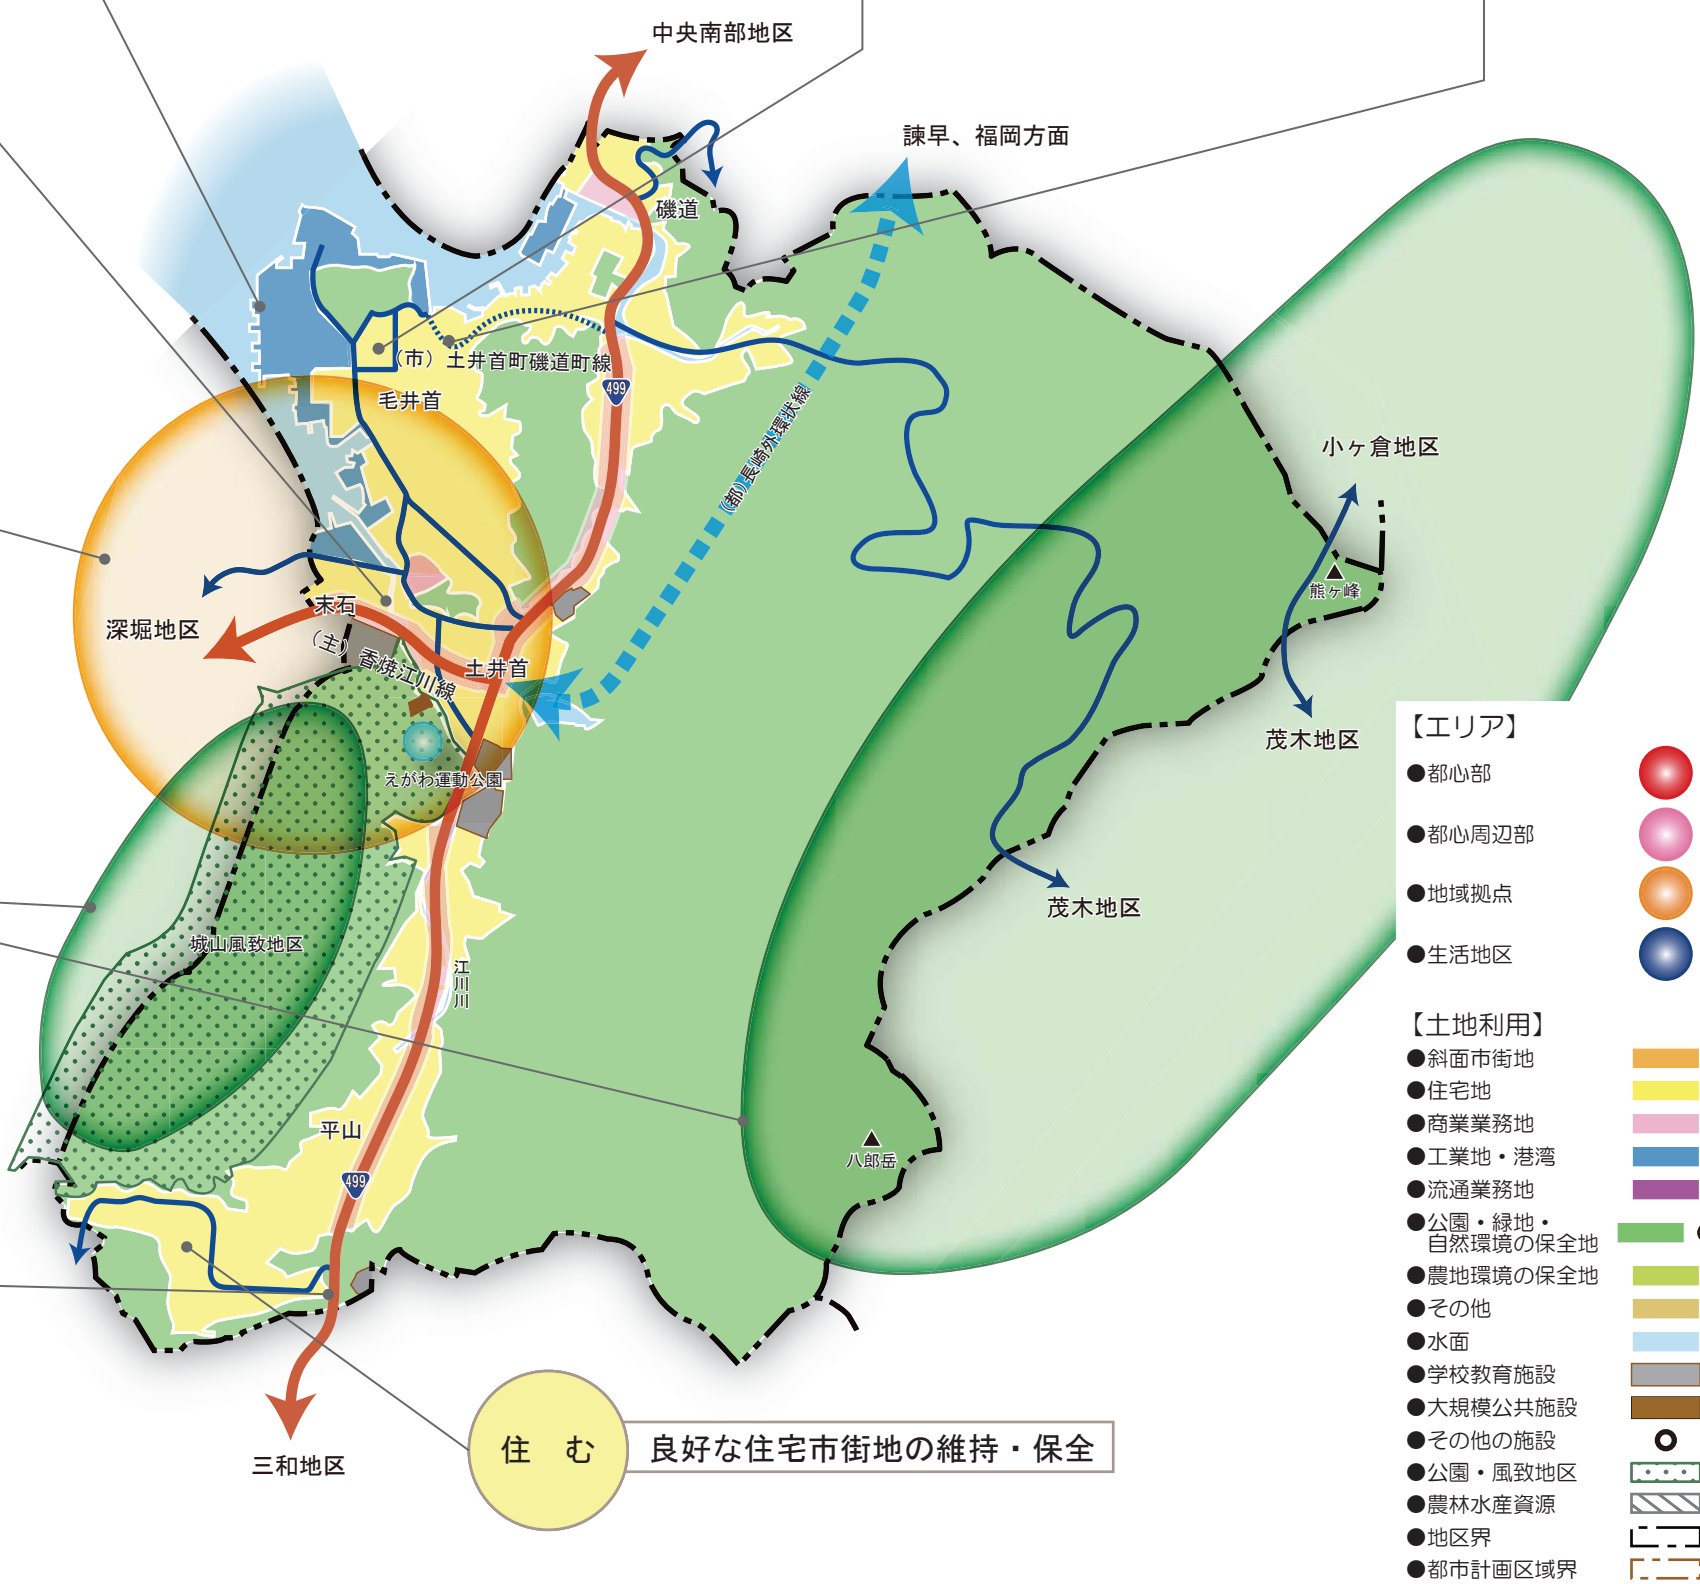 中央南部地区
諫早、福岡方面
磯道
(市)土井首町磯道町線
499
毛井首
(都)長崎外環状線
小ヶ倉地区
熊ヶ峰
末石
深堀地区
(主)香焼江川線
土井首
茂木地区
えがわ運動公園
茂木地区
城山風致地区
江川川
平山
八郎岳
499
三和地区
住 む
良好な住宅市街地の維持・保全
【エリア】
●都心部
●都心周辺部
●地域拠点
●生活地区
【土地利用】
●斜面市街地
●住宅地
●商業業務地
●工業地・港湾
●流通業務地
●公園・緑地・
自然環境の保全地
●農地環境の保全地
●その他
●水面
●学校教育施設
●大規模公共施設
●その他の施設
●公園・風致地区
●農林水産資源
●地区界
●都市計画区域界